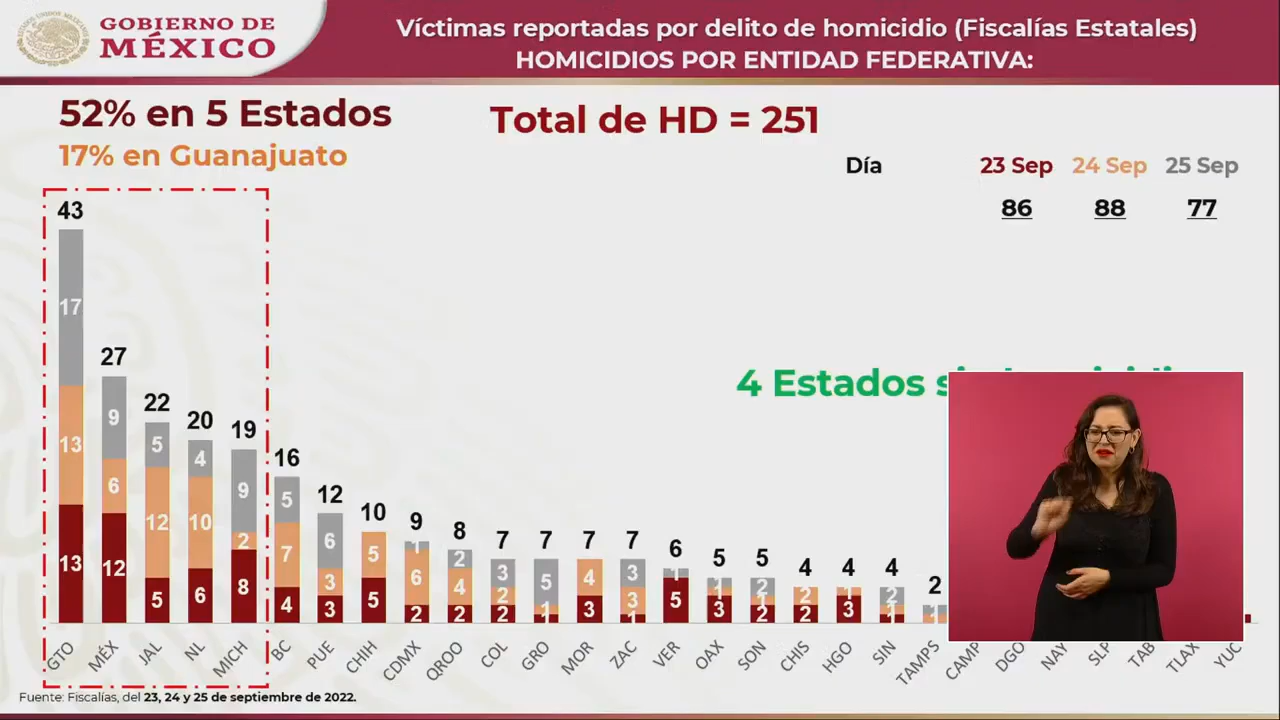 GOBIERNO DE
MÉXICO
Víctimas reportadas por delito de homicidio (Fiscalías Estatales)
HOMICIDIOS POR ENTIDAD FEDERATIVA:
52% en 5 Estados
17% en Guanajuato
Total de HD = 251
Día 23 Sep 24 Sep 25 Sep
86 88 77
4 Estados
43 27 22 20 19 16 12 10 9 8 7 7 7 7 6 5 5 4 4 4 2
17 9 5 4 9 5 6 1 2 3 5 3 1 1 2 2
13 6 12 10 2 7 3 5 6 4 2 1 4 3 1 1 2 1 1 1
13 12 5 6 8 4 3 5 2 2 2 3 1 5 3 2 2 3 1
GTO MÉX JAL NL MICH BC PUE CHIH CDMX QROO COL GRO MOR ZAC VER OAX SON CHIS HGO SIN TAMPS CAMP DGO NAY SLP TAB TLAX YUC
Fuente: Fiscalías, del 23, 24 y 25 de septiembre de 2022.